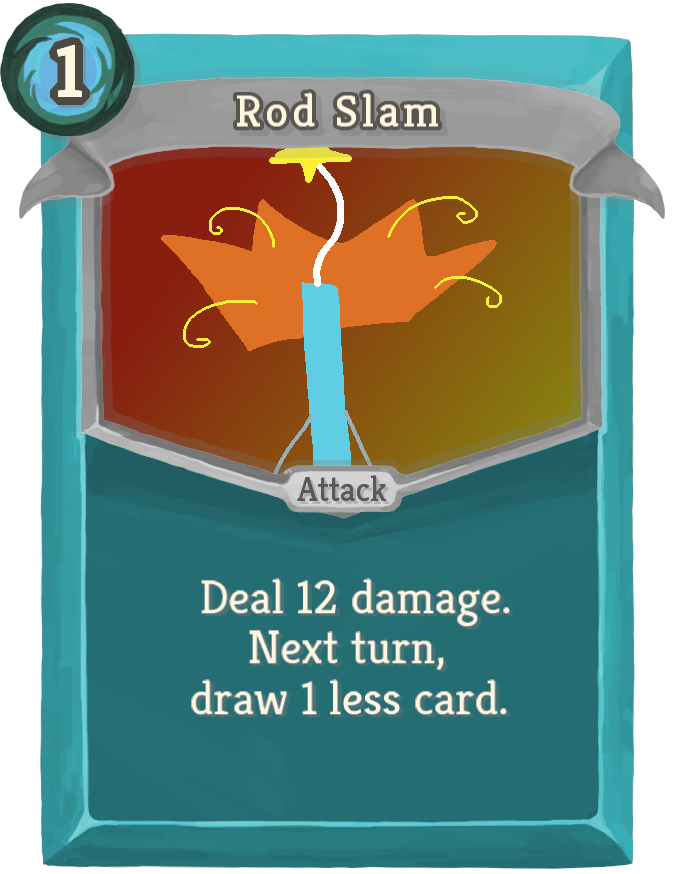 1
Rod Slam
Attack
Deal 12 damage.
Next turn,
draw 1 less card.